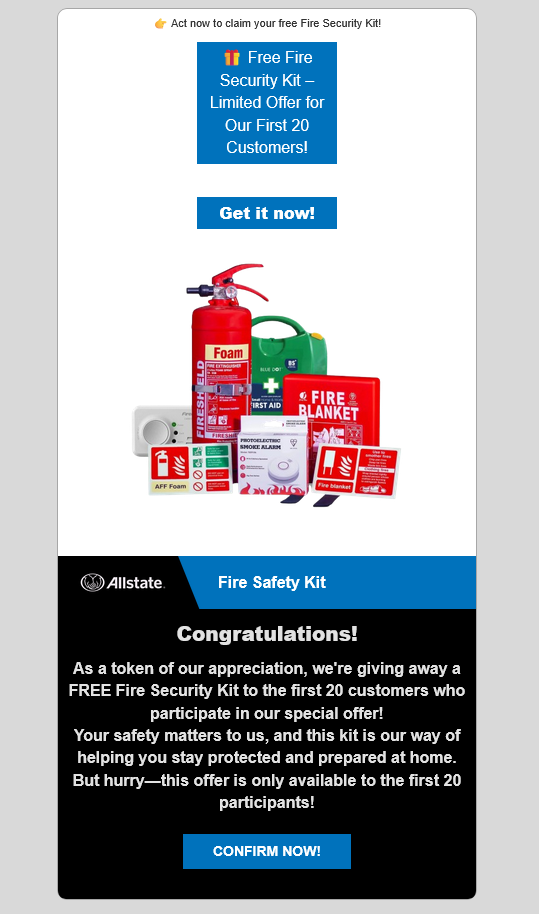 👉 Act now to claim your free Fire Security Kit!
🎁 Free Fire
Security Kit –
Limited Offer for
Our First 20
Customers!
Get it now!
Foam
FIRE EXTINGUISHER
FIRESHIELD
BLUE DOT
FIRST AID
FIRE
BLANKET
PHOTOELECTRIC
SMOKE ALARM
AFF Foam
Fire blanket
Allstate.
Fire Safety Kit
Congratulations!
As a token of our appreciation, we're giving away a
FREE Fire Security Kit to the first 20 customers who
participate in our special offer!
Your safety matters to us, and this kit is our way of
helping you stay protected and prepared at home.
But hurry—this offer is only available to the first 20
participants!
CONFIRM NOW!